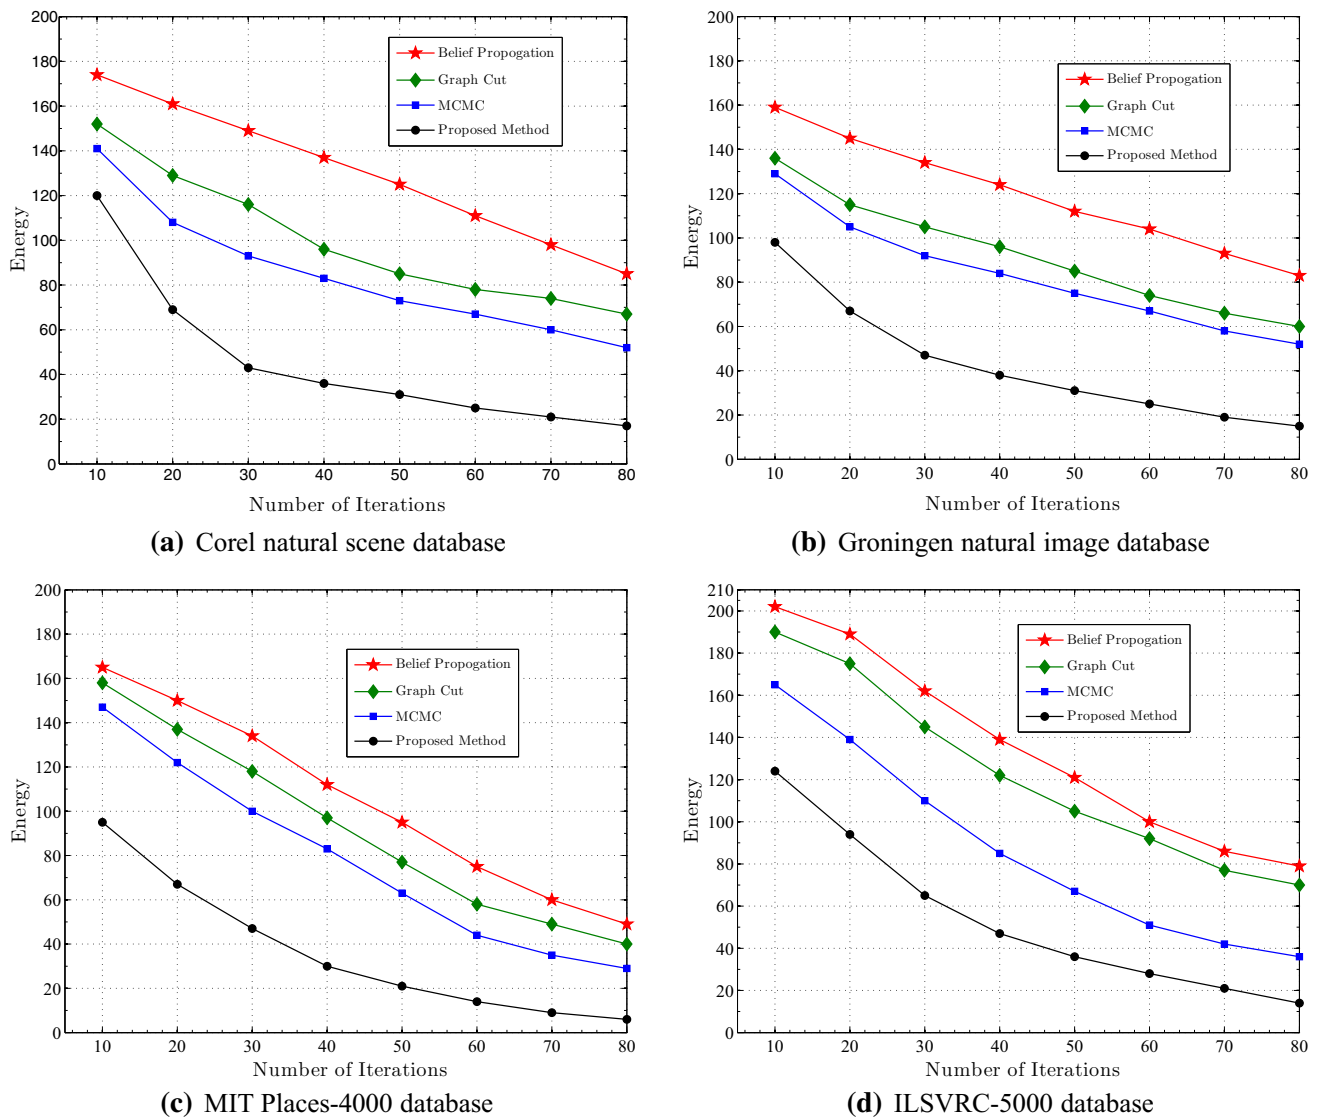 200
180
160
140
120
100
80
60
40
20
0
Energy
Belief Propogation
Graph Cut
MCMC
Proposed Method
10 20 30 40 50 60 70 80
Number of Iterations
(a) Corel natural scene database
200
180
160
140
120
100
80
60
40
20
0
Energy
Belief Propogation
Graph Cut
MCMC
Proposed Method
10 20 30 40 50 60 70 80
Number of Iterations
(b) Groningen natural image database
200
180
160
140
120
100
80
60
40
20
0
Energy
Belief Propogation
Graph Cut
MCMC
Proposed Method
10 20 30 40 50 60 70 80
Number of Iterations
(c) MIT Places-4000 database
210
200
180
160
140
120
100
80
60
40
20
0
Energy
Belief Propogation
Graph Cut
MCMC
Proposed Method
10 20 30 40 50 60 70 80
Number of Iterations
(d) ILSVRC-5000 database